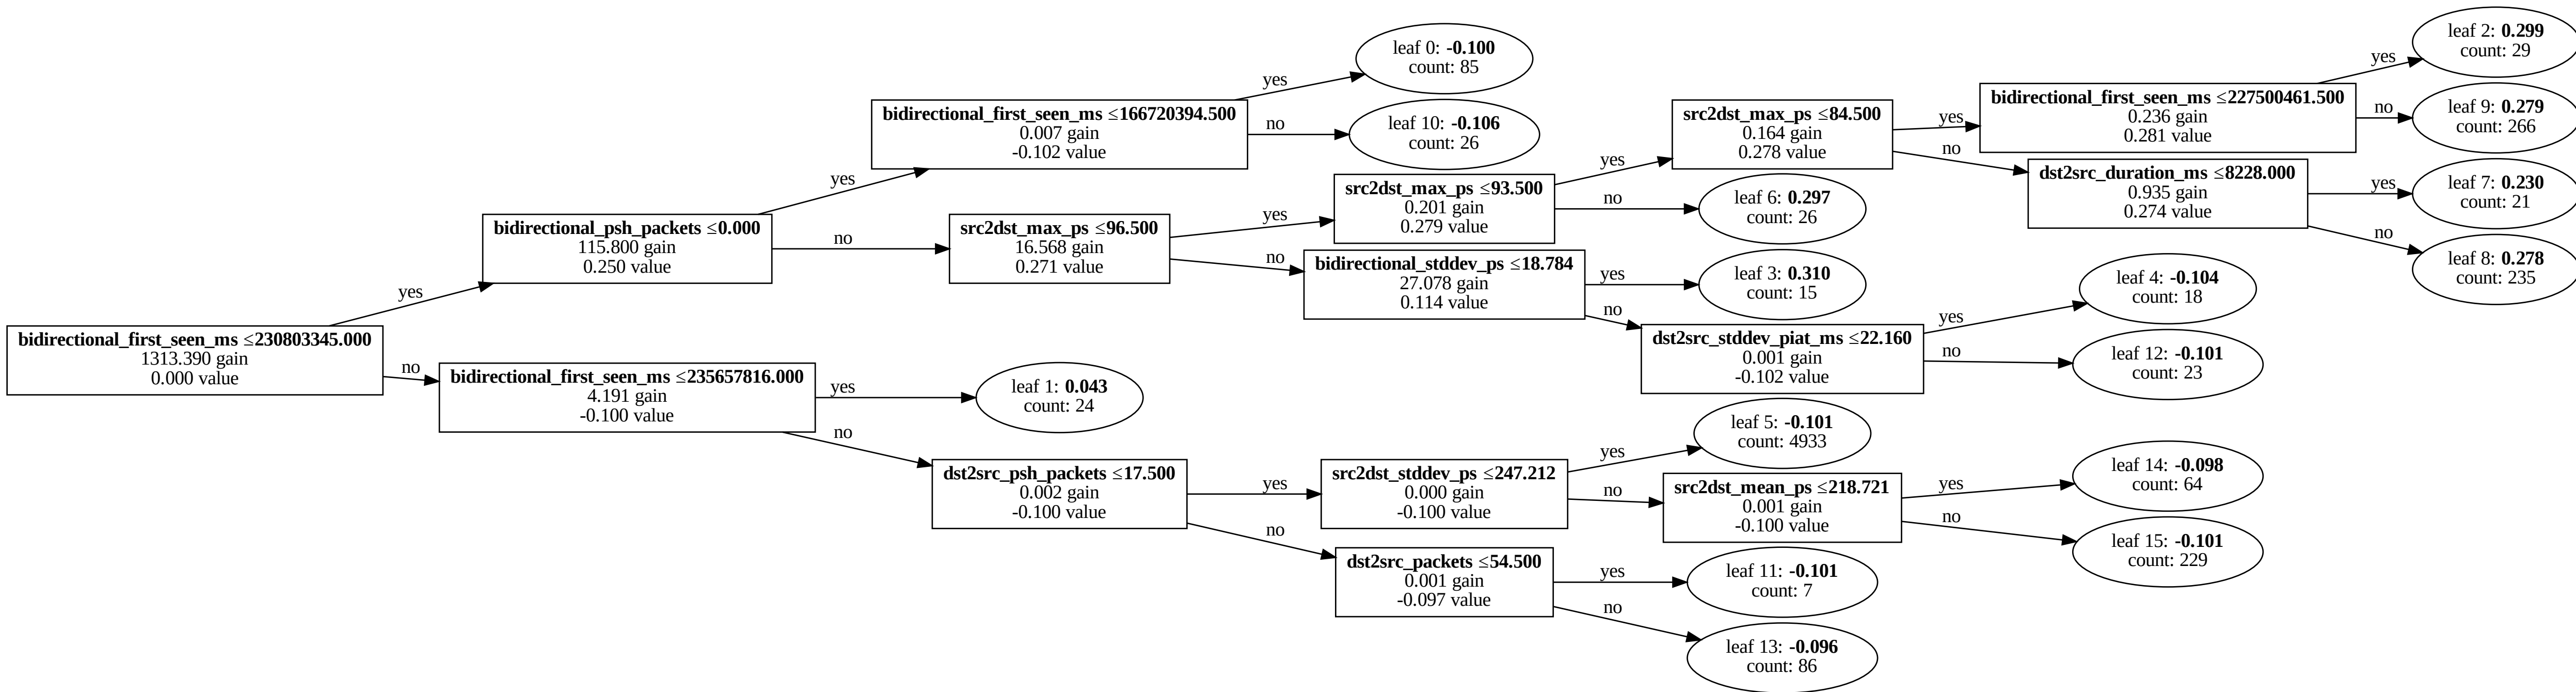 bidirectional_first_seen_ms ≤230803345.000
1313.390 gain
0.000 value
yes
no
bidirectional_psh_packets ≤0.000
115.800 gain
0.250 value
yes
no
bidirectional_first_seen_ms ≤235657816.000
4.191 gain
-0.100 value
yes
no
bidirectional_first_seen_ms ≤166720394.500
0.007 gain
-0.102 value
yes
no
src2dst_max_ps ≤96.500
16.568 gain
0.271 value
yes
no
leaf 1: 0.043
count: 24
dst2src_psh_packets ≤17.500
0.002 gain
-0.100 value
yes
no
leaf 0: -0.100
count: 85
leaf 10: -0.106
count: 26
src2dst_max_ps ≤93.500
0.201 gain
0.279 value
yes
no
bidirectional_stddev_ps ≤18.784
27.078 gain
0.114 value
yes
no
src2dst_stddev_ps ≤247.212
0.000 gain
-0.100 value
yes
no
dst2src_packets ≤54.500
0.001 gain
-0.097 value
yes
no
src2dst_max_ps ≤84.500
0.164 gain
0.278 value
yes
no
leaf 6: 0.297
count: 26
leaf 3: 0.310
count: 15
dst2src_stddev_piat_ms ≤22.160
0.001 gain
-0.102 value
yes
no
leaf 5: -0.101
count: 4933
src2dst_mean_ps ≤218.721
0.001 gain
-0.100 value
yes
no
leaf 11: -0.101
count: 7
leaf 13: -0.096
count: 86
bidirectional_first_seen_ms ≤227500461.500
0.236 gain
0.281 value
yes
no
dst2src_duration_ms ≤8228.000
0.935 gain
0.274 value
yes
no
leaf 4: -0.104
count: 18
leaf 12: -0.101
count: 23
leaf 14: -0.098
count: 64
leaf 15: -0.101
count: 229
leaf 2: 0.299
count: 29
leaf 9: 0.279
count: 266
leaf 7: 0.230
count: 21
leaf 8: 0.278
count: 235